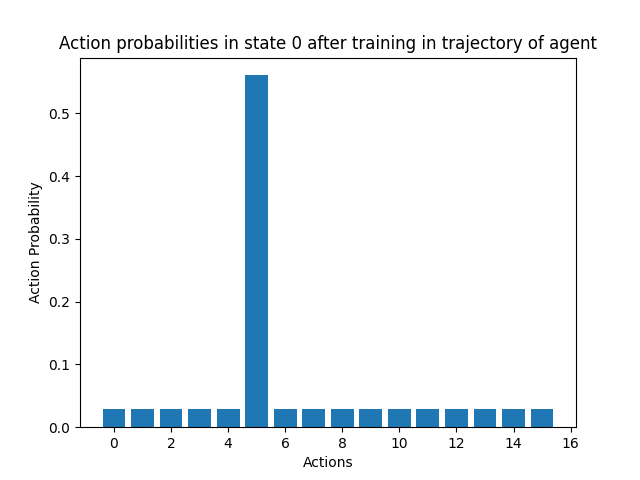 Action probabilities in state 0 after training in trajectory of agent
0.5
0.4
0.3
0.2
0.1
0.0
Action Probability
0 2 4 6 8 10 12 14 16
Actions